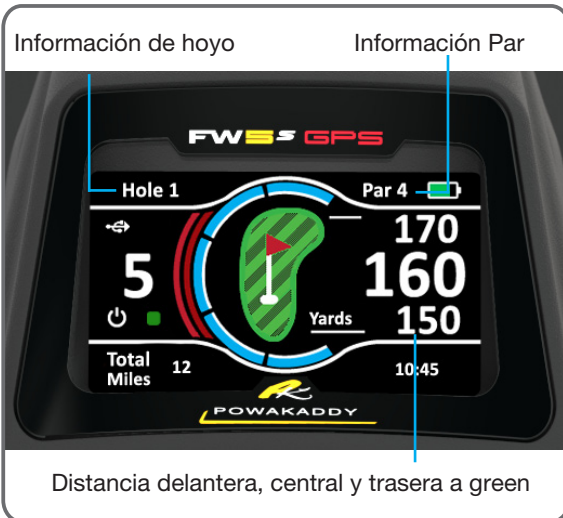 Información de hoyo
Información Par
FW5s GPS
Hole 1
Par 4
170
5
160
Yards
150
Total
Miles
12
10:45
POWAKADDY
Distancia delantera, central y trasera a green